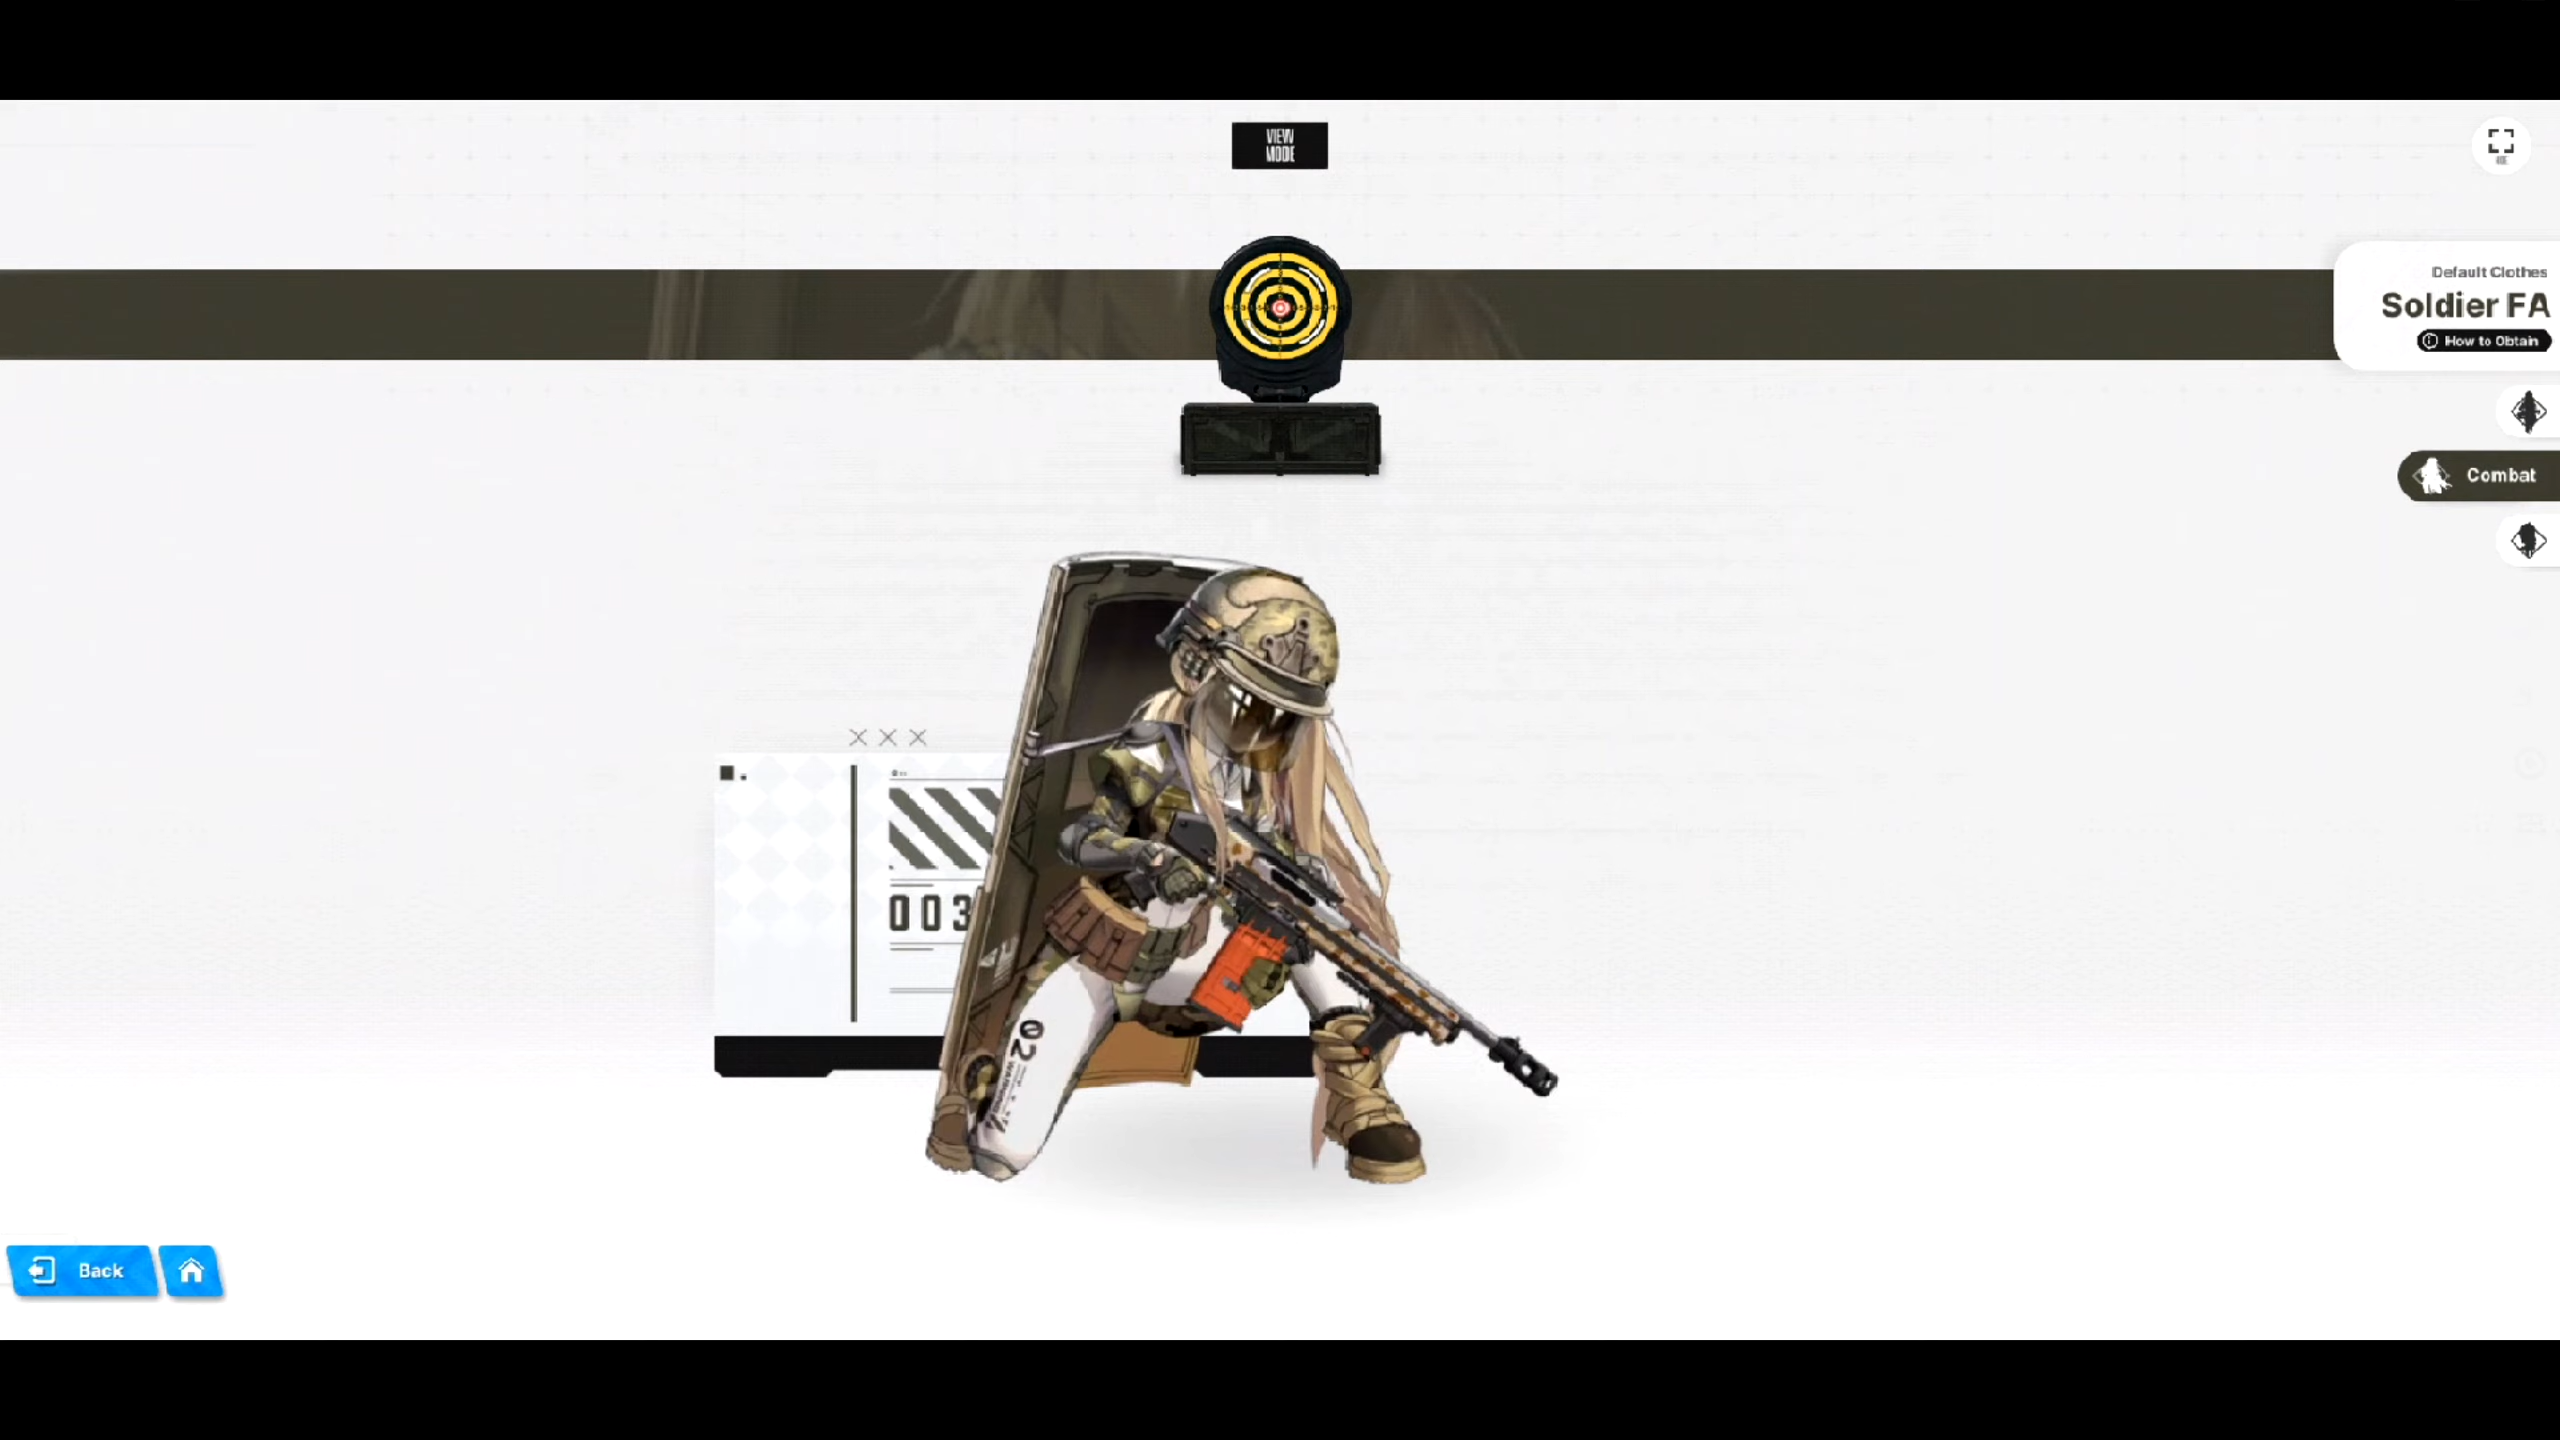 VIEW
MODE
Default Clothes
Soldier FA
How to Obtain
Combat
003
02
Back